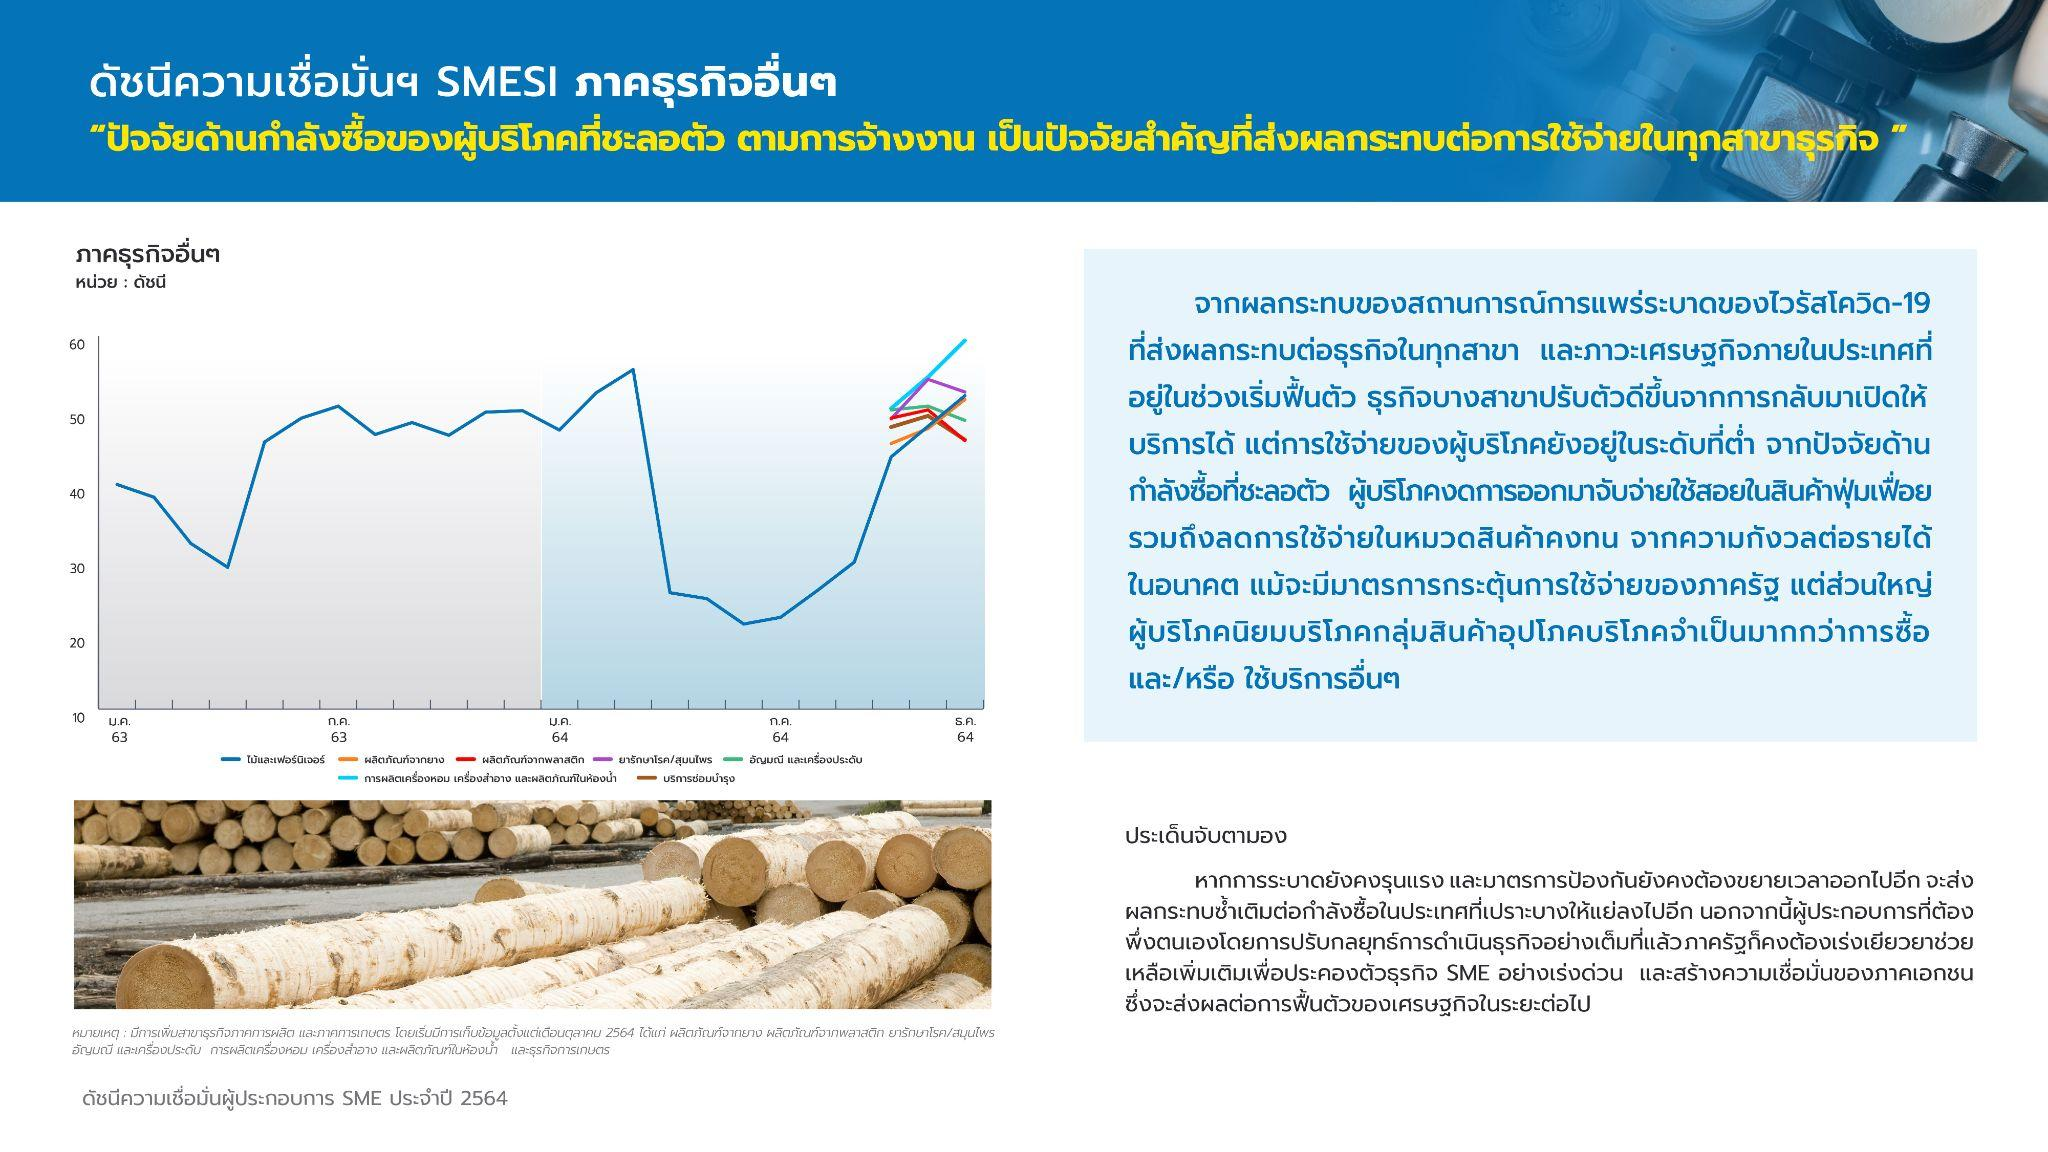 ดัชนีความเชื่อมั่นฯ SMESI ภาคธุรกิจอื่นๆ
“ปัจจัยด้านกำลังซื้อของผู้บริโภคที่ชะลอตัว ตามการจ้างงาน เป็นปัจจัยสำคัญที่ส่งผลกระทบต่อการใช้จ่ายในทุกสาขาธุรกิจ ”
ภาคธุรกิจอื่นๆ
หน่วย : ดัชนี
60
50
40
30
20
10
ม.ค. ก.ค. ม.ค. ก.ค. ธ.ค.
63 63 64 64 64
ไม้และเฟอร์นิเจอร์ ผลิตภัณฑ์จากยาง ผลิตภัณฑ์จากพลาสติก ยารักษาโรค/สมุนไพร อัญมณี และเครื่องประดับ
การผลิตเครื่องหอม เครื่องสำอาง และผลิตภัณฑ์ในห้องน้ำ บริการซ่อมบำรุง
หมายเหตุ : มีการเพิ่มสาขาธุรกิจภาคการผลิต และภาคการเกษตร โดยเริ่มมีการเก็บข้อมูลตั้งแต่เดือนตุลาคม 2564 ได้แก่ ผลิตภัณฑ์จากยาง ผลิตภัณฑ์จากพลาสติก ยารักษาโรค/สมุนไพร
อัญมณี และเครื่องประดับ การผลิตเครื่องหอม เครื่องสำอาง และผลิตภัณฑ์ในห้องน้ำ และธุรกิจการเกษตร
จากผลกระทบของสถานการณ์การแพร่ระบาดของไวรัสโควิด-19
ที่ส่งผลกระทบต่อธุรกิจในทุกสาขา และภาวะเศรษฐกิจภายในประเทศที่
อยู่ในช่วงเริ่มฟื้นตัว ธุรกิจบางสาขาปรับตัวดีขึ้นจากการกลับมาเปิดให้
บริการได้ แต่การใช้จ่ายของผู้บริโภคยังอยู่ในระดับที่ต่ำ จากปัจจัยด้าน
กำลังซื้อที่ชะลอตัว ผู้บริโภคงดการออกมาจับจ่ายใช้สอยในสินค้าฟุ่มเฟื่อย
รวมถึงลดการใช้จ่ายในหมวดสินค้าคงทน จากความกังวลต่อรายได้
ในอนาคต แม้จะมีมาตรการกระตุ้นการใช้จ่ายของภาครัฐ แต่ส่วนใหญ่
ผู้บริโภคนิยมบริโภคกลุ่มสินค้าอุปโภคบริโภคจำเป็นมากกว่าการซื้อ
และ/หรือ ใช้บริการอื่นๆ
ประเด็นจับตามอง
หากการระบาดยังคงรุนแรง และมาตรการป้องกันยังคงต้องขยายเวลาออกไปอีก จะส่ง
ผลกระทบซ้ำเติมต่อกำลังซื้อในประเทศที่เปราะบางให้แย่ลงไปอีก นอกจากนี้ผู้ประกอบการที่ต้อง
พึ่งตนเองโดยการปรับกลยุทธ์การดำเนินธุรกิจอย่างเต็มที่แล้ว ภาครัฐก็คงต้องเร่งเยียวยาช่วย
เหลือเพิ่มเติมเพื่อประคองตัวธุรกิจ SME อย่างเร่งด่วน และสร้างความเชื่อมั่นของภาคเอกชน
ซึ่งจะส่งผลต่อการฟื้นตัวของเศรษฐกิจในระยะต่อไป
ดัชนีความเชื่อมั่นผู้ประกอบการ SME ประจำปี 2564